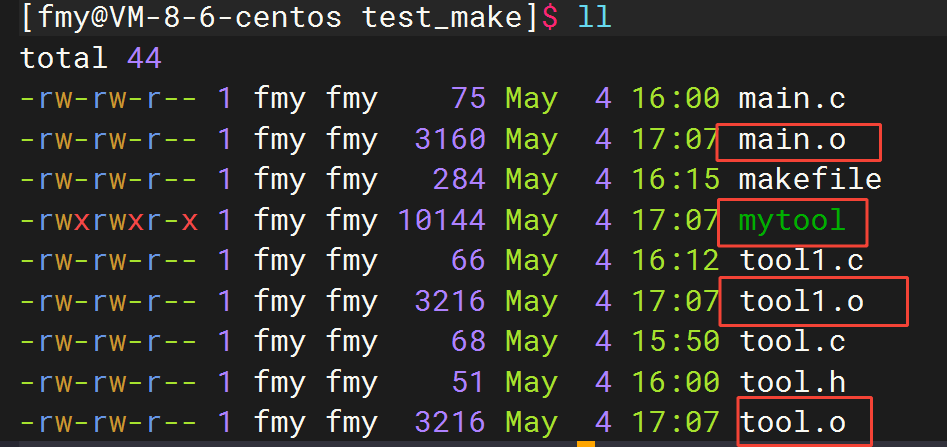 [fmy@VM-8-6-centos test_make]$ ll
total 44
-rw-rw-r-- 1 fmy fmy    75 May  4 16:00 main.c
-rw-rw-r-- 1 fmy fmy  3160 May  4 17:07 main.o
-rw-rw-r-- 1 fmy fmy   284 May  4 16:15 makefile
-rwxrwxr-x 1 fmy fmy 10144 May  4 17:07 mytool
-rw-rw-r-- 1 fmy fmy    66 May  4 16:12 tool1.c
-rw-rw-r-- 1 fmy fmy  3216 May  4 17:07 tool1.o
-rw-rw-r-- 1 fmy fmy    68 May  4 15:50 tool.c
-rw-rw-r-- 1 fmy fmy    51 May  4 16:00 tool.h
-rw-rw-r-- 1 fmy fmy  3216 May  4 17:07 tool.o